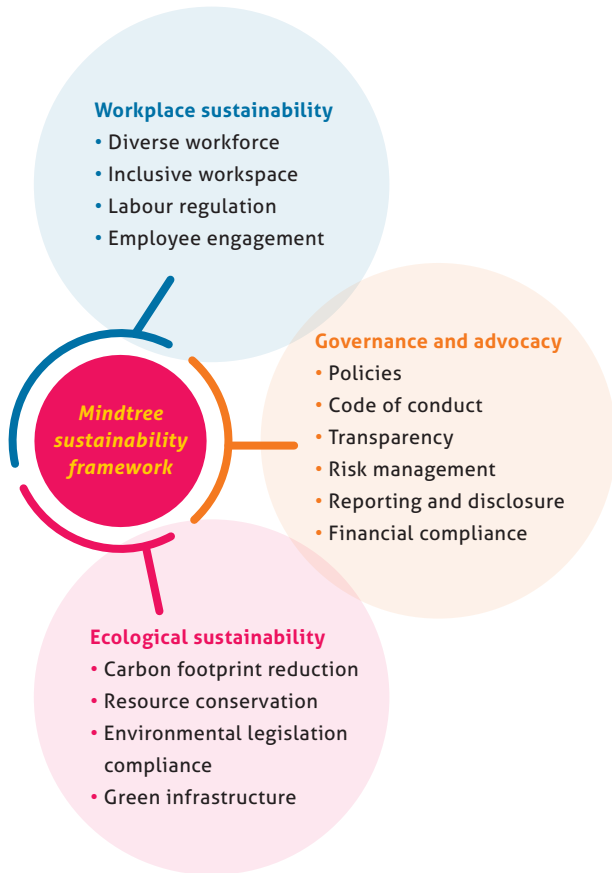 Workplace sustainability
• Diverse workforce
• Inclusive workspace
• Labour regulation
• Employee engagement
Governance and advocacy
• Policies
• Code of conduct
• Transparency
• Risk management
• Reporting and disclosure
• Financial compliance
Mindtree
sustainability
framework
Ecological sustainability
• Carbon footprint reduction
• Resource conservation
• Environmental legislation
compliance
• Green infrastructure